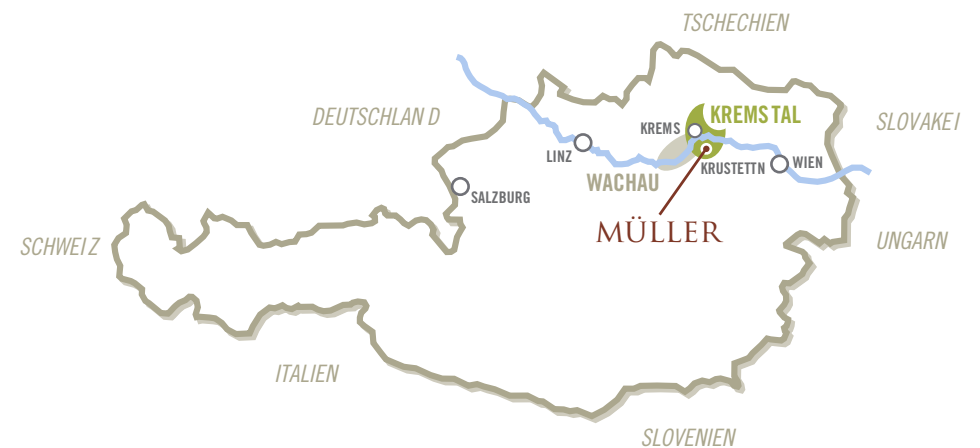 TSCHECHIEN
DEUTSCHLAN D
KREMS TAL
SLOVAKEI
KREMS
LINZ
KRUSTETTN
WIEN
WACHAU
SALZBURG
MÜLLER
SCHWEI Z
UNGARN
ITALIEN
SLOVENIEN